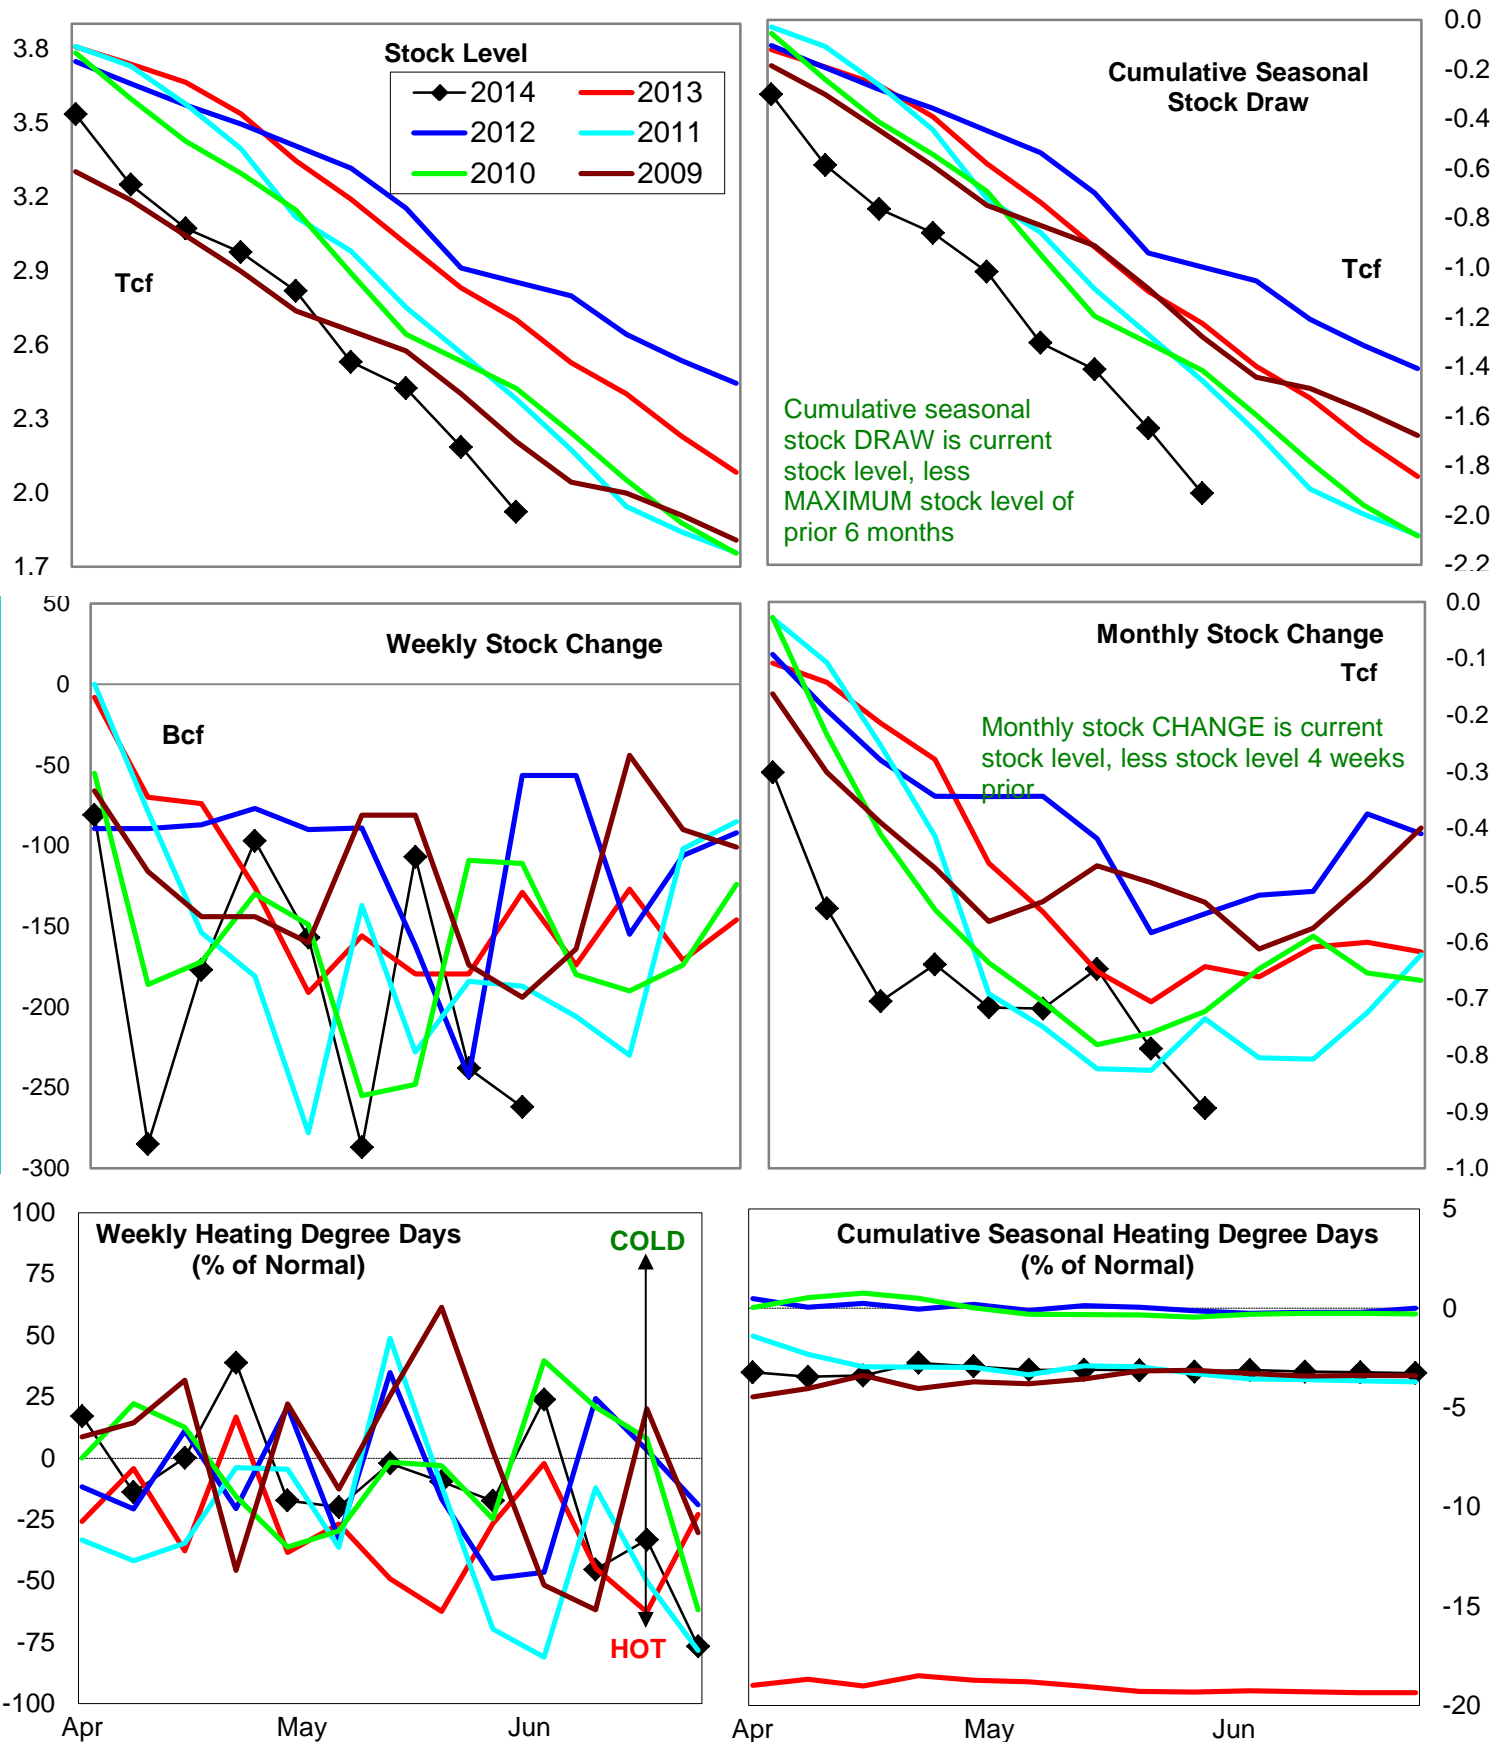 Stock Level
2014
2013
2012
2011
2010
2009
Tcf
3.8
3.5
3.2
2.9
2.6
2.3
2.0
1.7
Cumulative Seasonal
Stock Draw
Tcf
Cumulative seasonal
stock DRAW is current
stock level, less
MAXIMUM stock level of
prior 6 months
0.0
-0.2
-0.4
-0.6
-0.8
-1.0
-1.2
-1.4
-1.6
-1.8
-2.0
-2.2
Weekly Stock Change
Bcf
50
0
-50
-100
-150
-200
-250
-300
Monthly Stock Change
Tcf
Monthly stock CHANGE is current
stock level, less stock level 4 weeks
prior
0.0
-0.1
-0.2
-0.3
-0.4
-0.5
-0.6
-0.7
-0.8
-0.9
-1.0
Weekly Heating Degree Days
(% of Normal)
COLD
HOT
100
75
50
25
0
-25
-50
-75
-100
Apr
May
Jun
Cumulative Seasonal Heating Degree Days
(% of Normal)
5
0
-5
-10
-15
-20
Apr
May
Jun